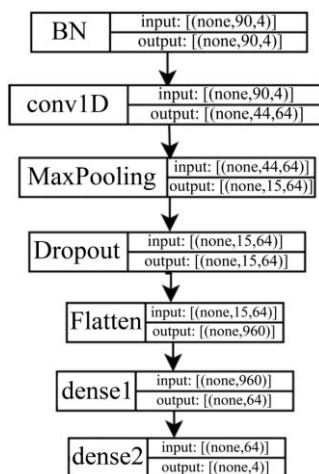 BN
input: [(none,90,4)]
output: [(none,90,4)]
conv1D
input: [(none,90,4)]
output: [(none,44,64)]
MaxPooling
input: [(none,44,64)]
output: [(none,15,64)]
Dropout
input: [(none,15,64)]
output: [(none,15,64)]
Flatten
input: [(none,15,64)]
output: [(none,960)]
dense1
input: [(none,960)]
output: [(none,64)]
dense2
input: [(none,64)]
output: [(none,4)]